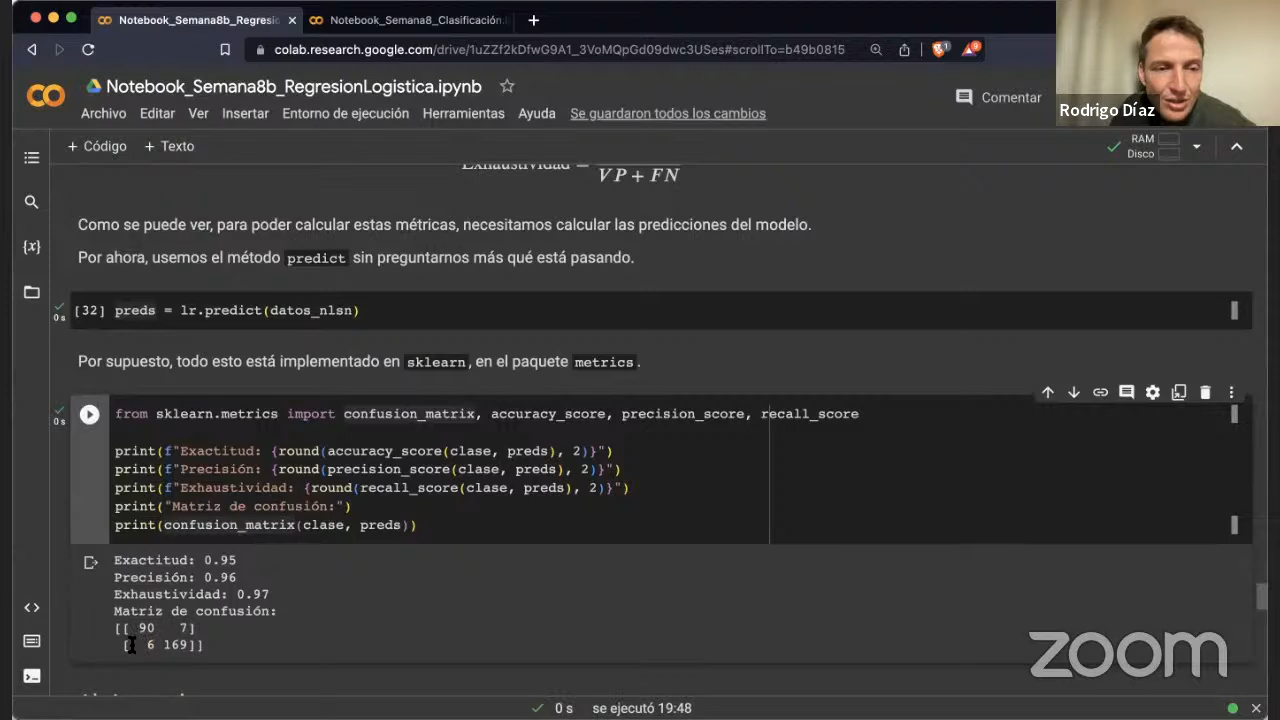 Notebook_Semana8b_Regresi
Notebook_Semana8_Clasificación.
colab.research.google.com/drive/1uZZf2kDfwG9A1_3VoMQpGd09dwc3USes#scrollTo=b49b0815
Notebook_Semana8b_RegresionLogistica.ipynb
Comentar
Rodrigo Díaz
Archivo Editar Ver Insertar Entorno de ejecución Herramientas Ayuda Se guardaron todos los cambios
+ Código + Texto
RAM
Disco
Exhaustividad =
VP + FN
Como se puede ver, para poder calcular estas métricas, necesitamos calcular las predicciones del modelo.
Por ahora, usemos el método predict sin preguntarnos más qué está pasando.
[32] preds = lr.predict(datos_nlsn)
0 s
Por supuesto, todo esto está implementado en sklearn, en el paquete metrics.
0 s
from sklearn.metrics import confusion_matrix, accuracy_score, precision_score, recall_score
print(f"Exactitud: {round(accuracy_score(clase, preds), 2)}")
print(f"Precisión: {round(precision_score(clase, preds), 2)}")
print(f"Exhaustividad: {round(recall_score(clase, preds), 2)}")
print("Matriz de confusión:")
print(confusion_matrix(clase, preds))
Exactitud: 0.95
Precisión: 0.96
Exhaustividad: 0.97
Matriz de confusión:
[[ 90 7]
[ 6 169]]
zoom
0 s se ejecutó 19:48